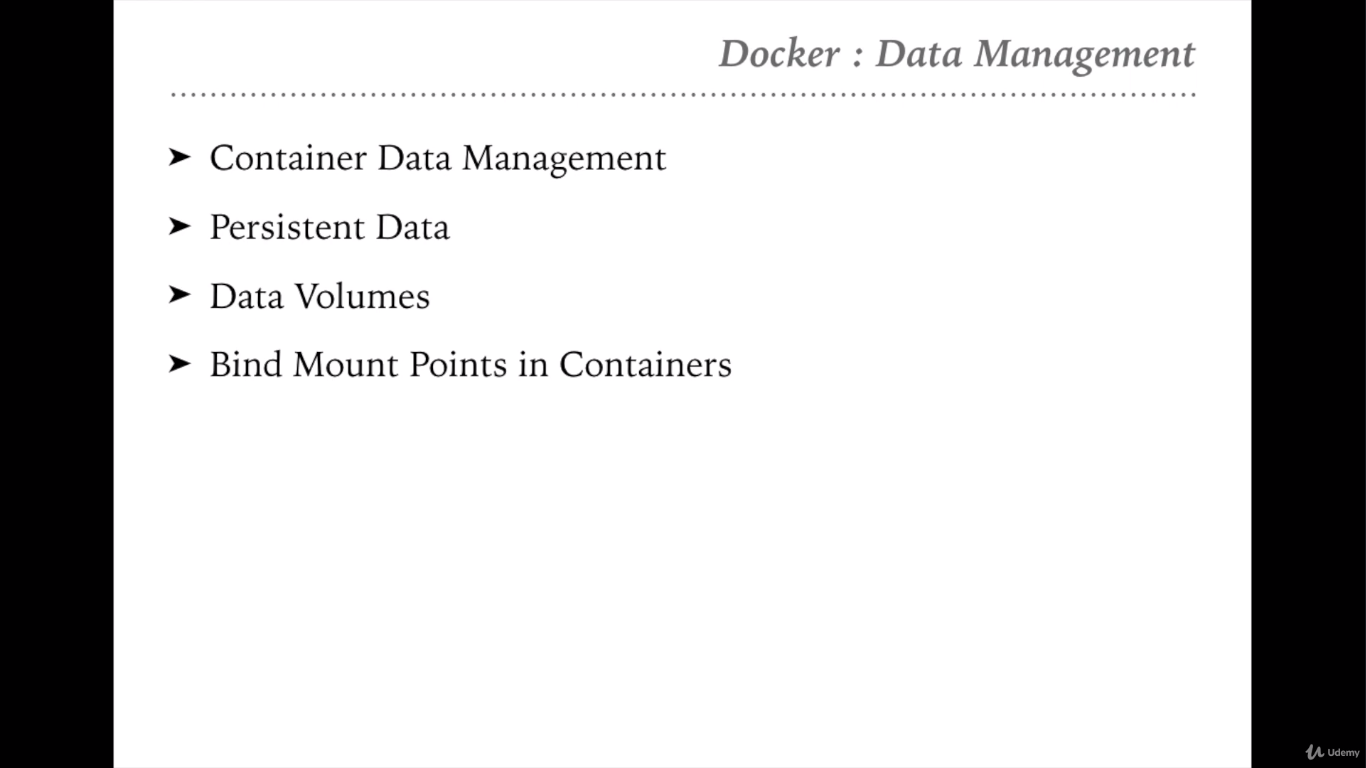 Docker : Data Management
➤ Container Data Management
➤ Persistent Data
➤ Data Volumes
➤ Bind Mount Points in Containers
Udemy